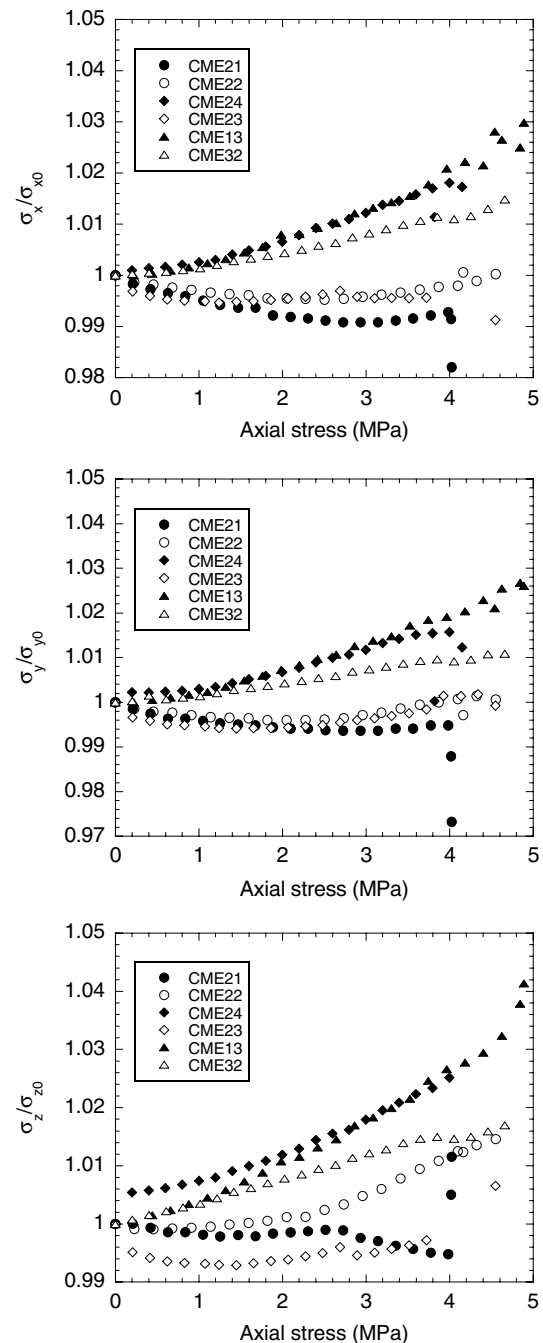 1.05
1.04
1.03
1.02
1.01
1
0.99
0.98
σx/σx0
CME21
CME22
CME24
CME23
CME13
CME32
0 1 2 3 4 5
Axial stress (MPa)
1.05
1.04
1.03
1.02
1.01
1
0.99
0.98
0.97
σy/σy0
CME21
CME22
CME24
CME23
CME13
CME32
0 1 2 3 4 5
Axial stress (MPa)
1.05
1.04
1.03
1.02
1.01
1
0.99
σz/σz0
CME21
CME22
CME24
CME23
CME13
CME32
0 1 2 3 4 5
Axial stress (MPa)